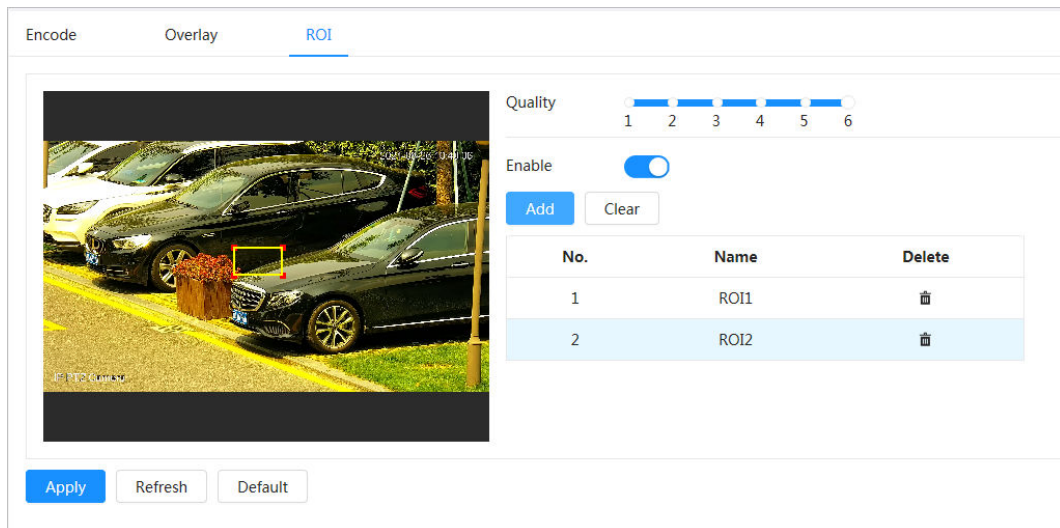 Encode Overlay ROI
Quality
1 2 3 4 5 6
Enable
Add Clear
No. Name Delete
1 ROI1
2 ROI2
Apply Refresh Default